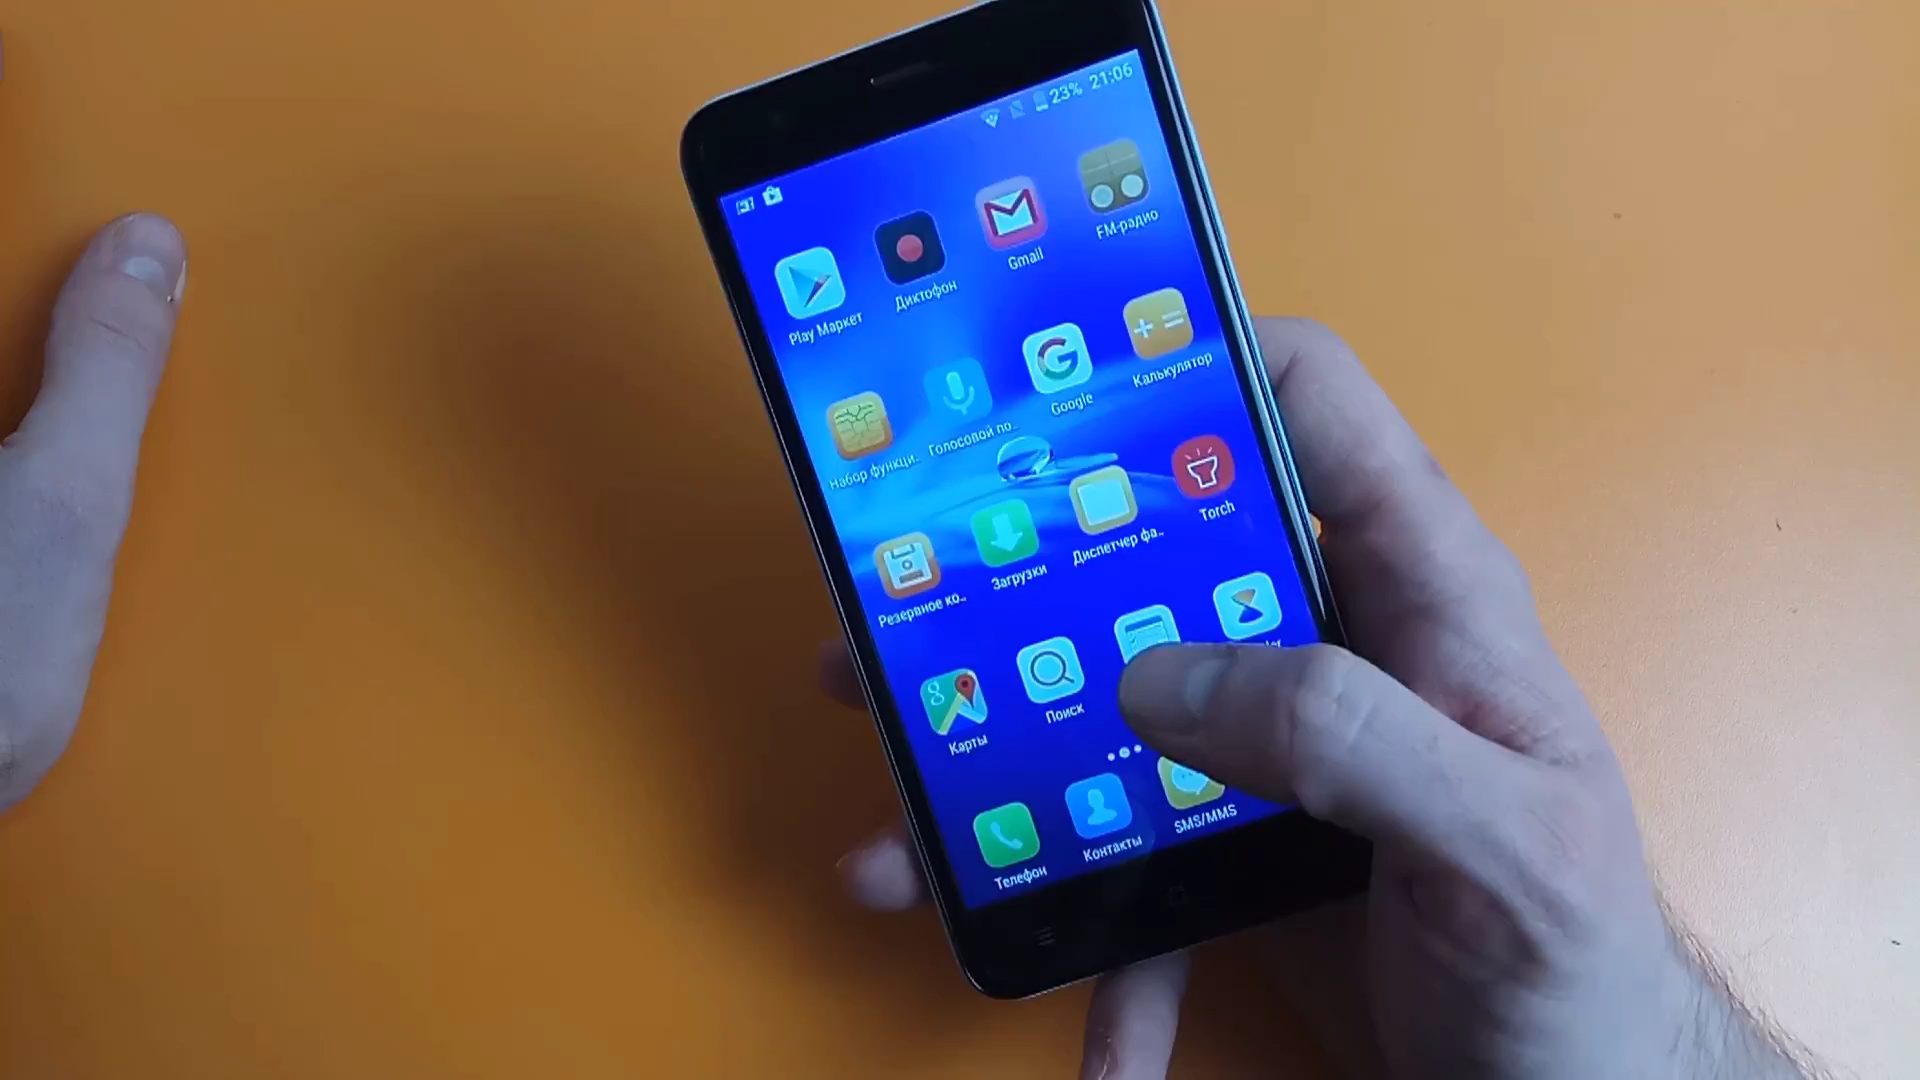 23% 21:06
Play Маркет
Диктофон
Gmail
FM-радио
Набор функци..
Голосовой по..
Google
Калькулятор
Резервное ко..
Загрузки
Диспетчер фа..
Torch
Карты
Поиск
Телефон
Контакты
SMS/MMS